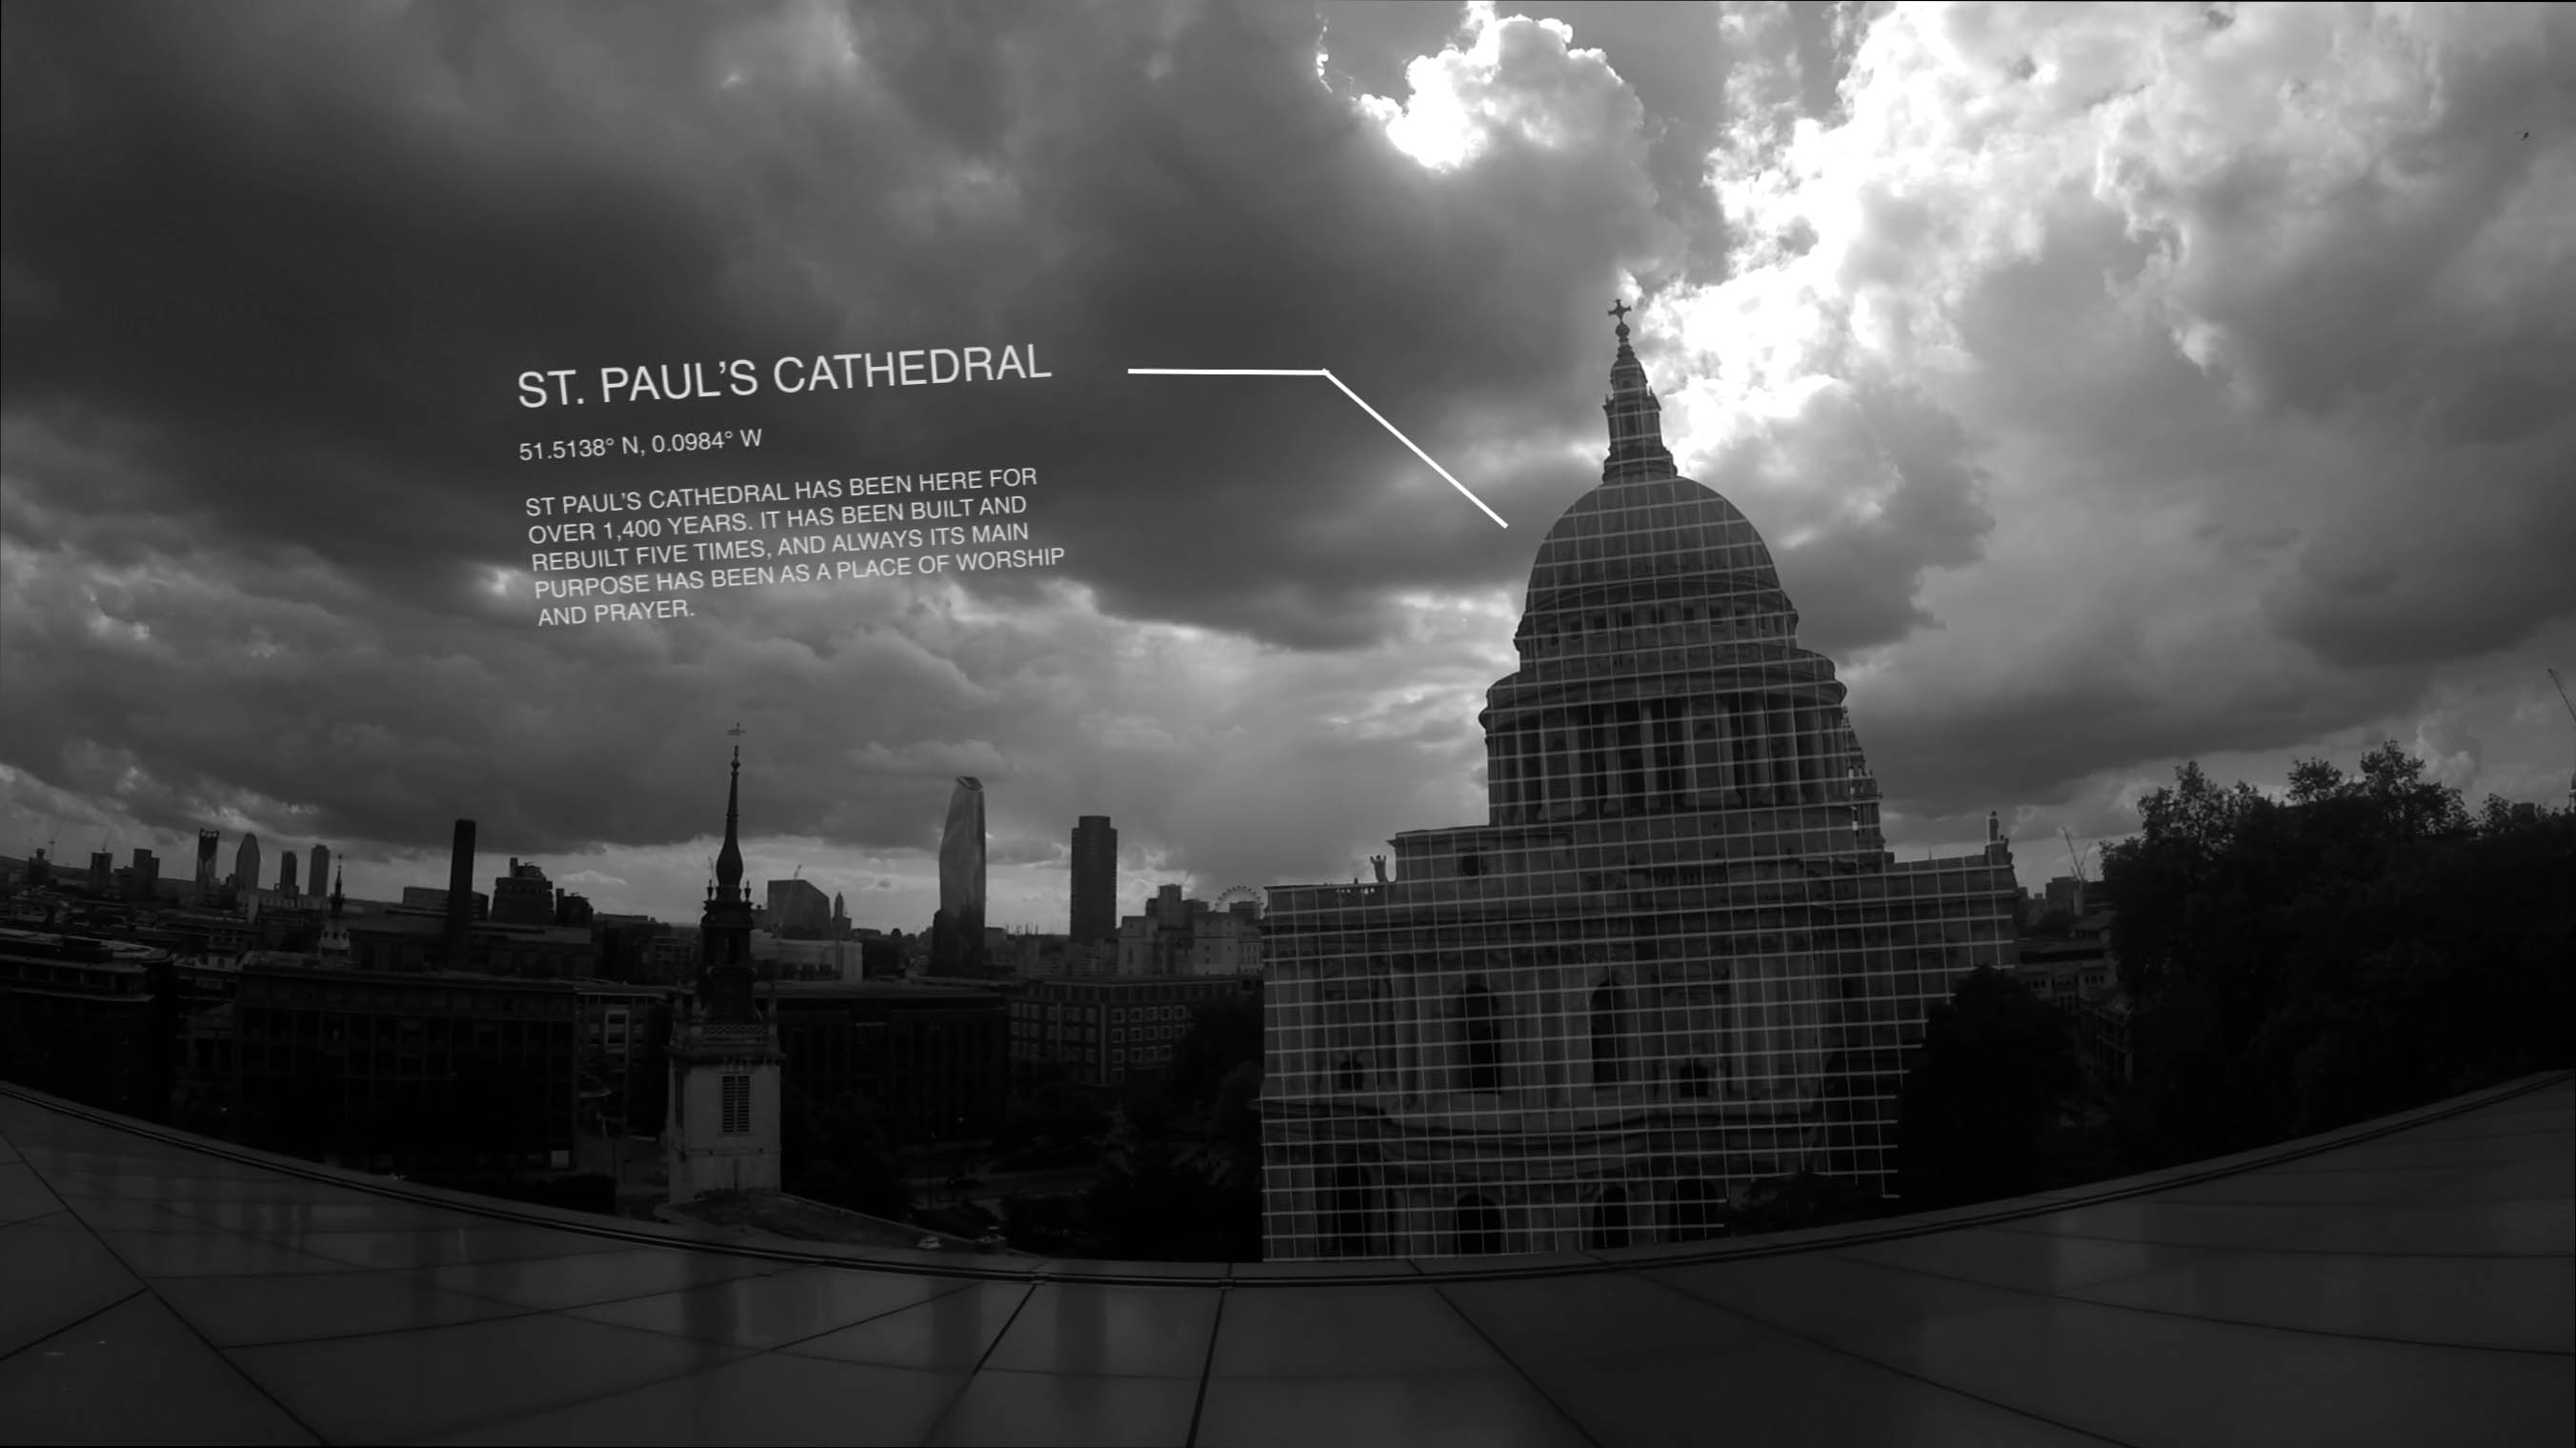 ST. PAUL’S CATHEDRAL
51.5138° N, 0.0984° W
ST PAUL’S CATHEDRAL HAS BEEN HERE FOR
OVER 1,400 YEARS. IT HAS BEEN BUILT AND
REBUILT FIVE TIMES, AND ALWAYS ITS MAIN
PURPOSE HAS BEEN AS A PLACE OF WORSHIP
AND PRAYER.